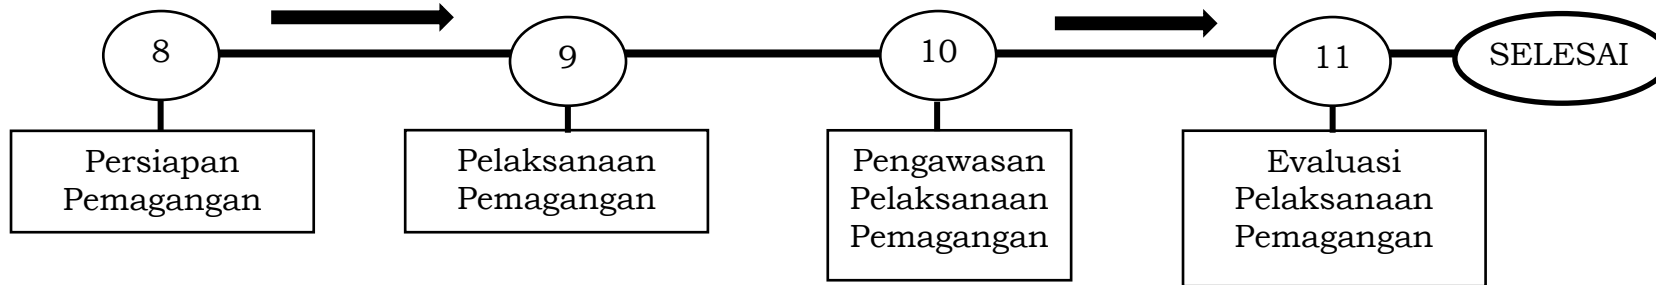 8
9
10
11
SELESAI
Persiapan
Pemagangan
Pelaksanaan
Pemagangan
Pengawasan
Pelaksanaan
Pemagangan
Evaluasi
Pelaksanaan
Pemagangan